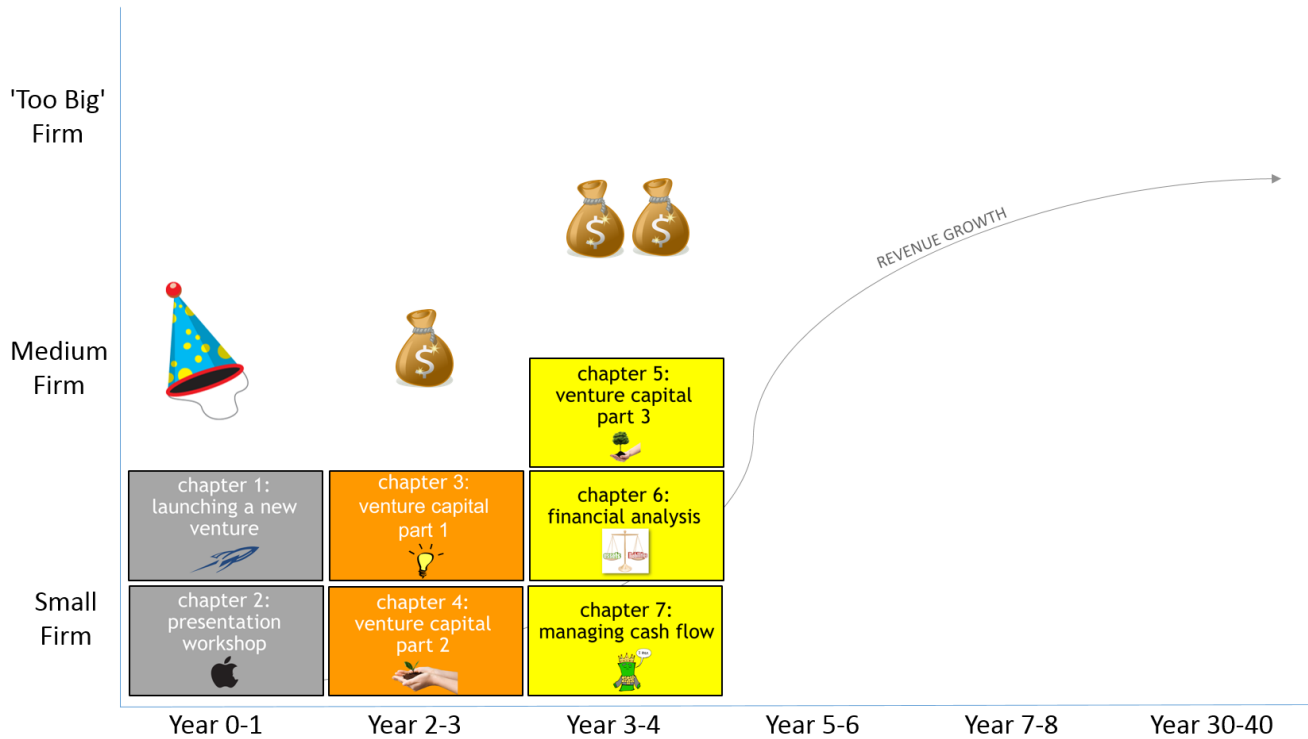 'Too Big'
Firm
Medium
Firm
Small
Firm
$
$
$
REVENUE GROWTH
chapter 1:
launching a new
venture
chapter 2:
presentation
workshop
chapter 3:
venture capital
part 1
chapter 4:
venture capital
part 2
chapter 5:
venture capital
part 3
chapter 6:
financial analysis
chapter 7:
managing cash flow
Year 0-1
Year 2-3
Year 3-4
Year 5-6
Year 7-8
Year 30-40